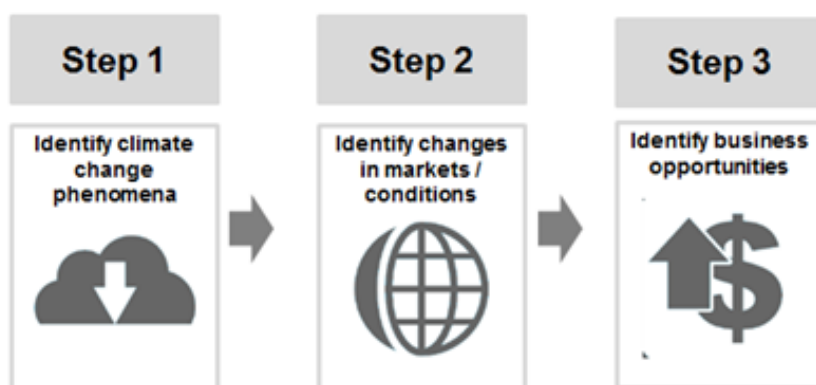 Step 1
Step 2
Step 3
Identify climate
change
phenomena
Identify changes
in markets /
conditions
Identify business
opportunities
$